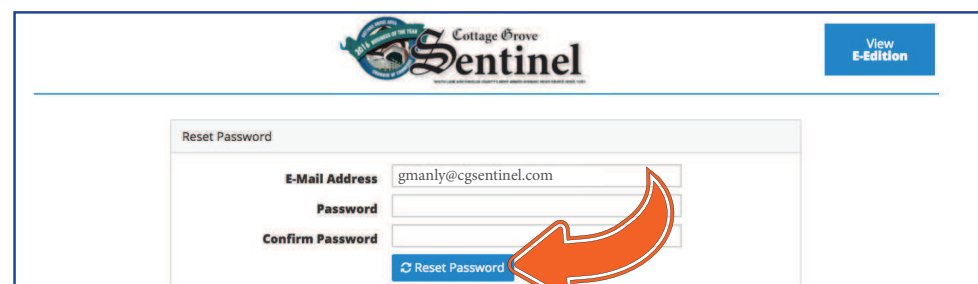 Cottage Grove
Sentinel
View
E-Edition
Reset Password
E-Mail Address
gmanly@cgsentinel.com
Password
Confirm Password
Reset Password